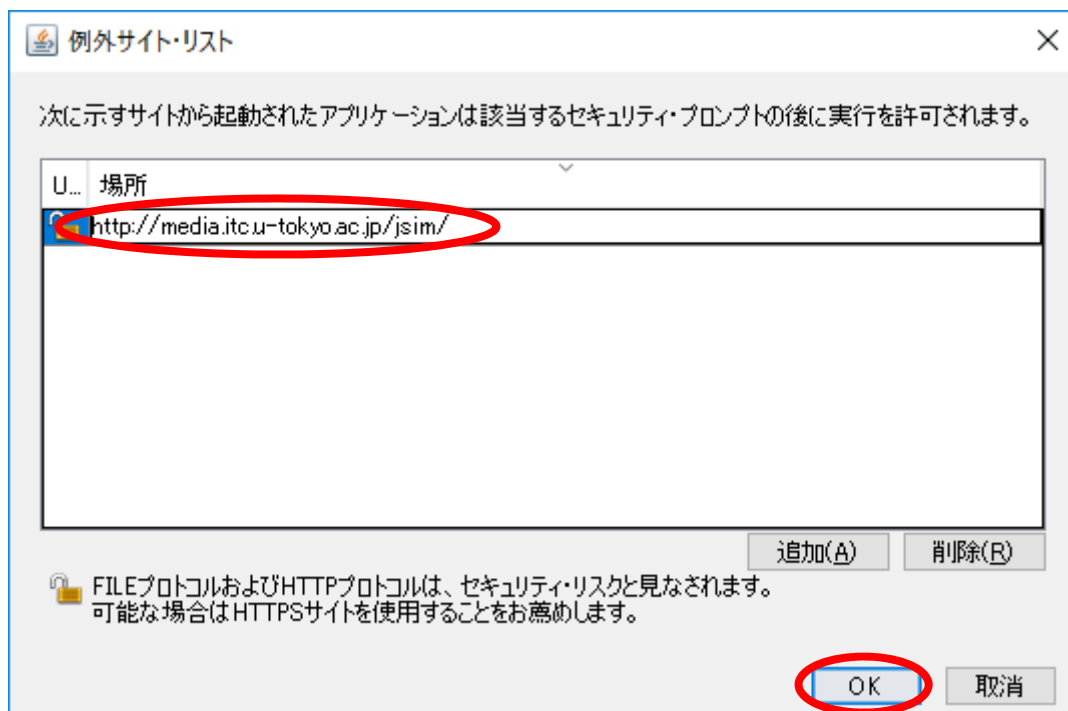 例外サイト・リスト
次に示すサイトから起動されたアプリケーションは該当するセキュリティ・プロンプトの後に実行を許可されます。
U... 場所
http://media.itc.u-tokyo.ac.jp/jsim/
追加(A) 削除(R)
FILEプロトコルおよびHTTPプロトコルは、セキュリティ・リスクと見なされます。
可能な場合はHTTPSサイトを使用することをお薦めします。
OK 取消